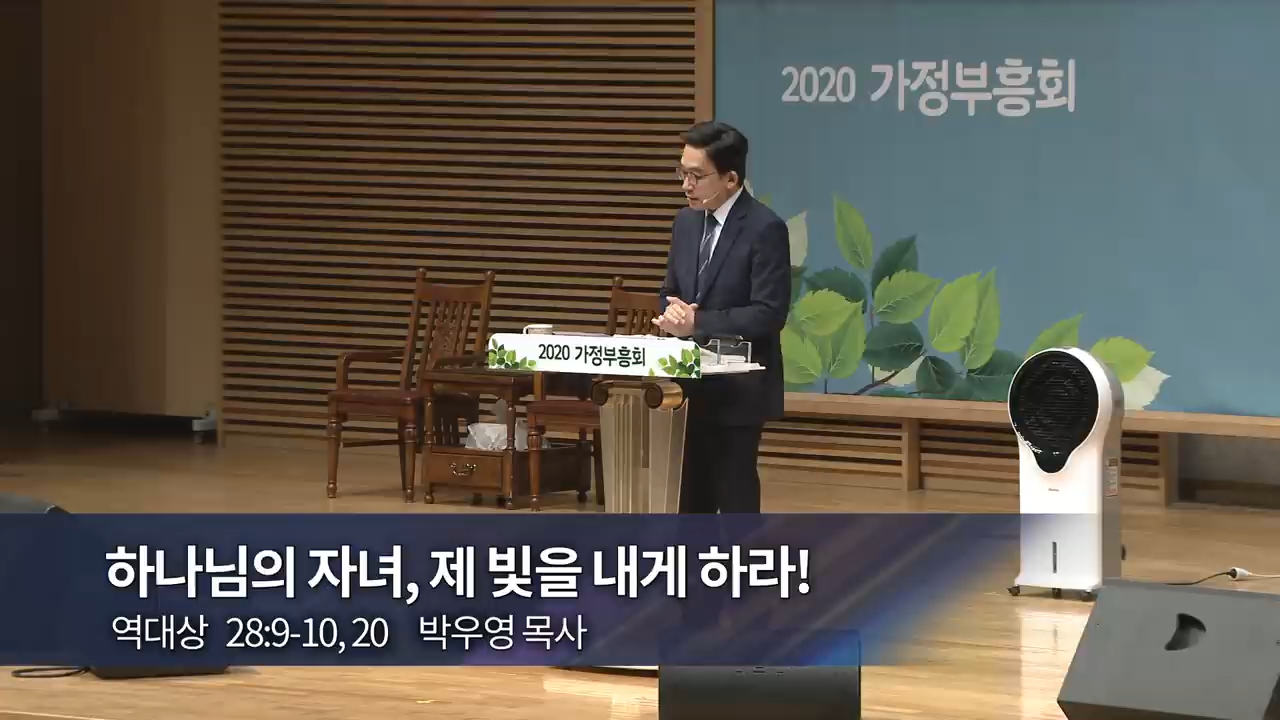 2020 가정부흥회
2020 가정부흥회
하나님의 자녀, 제 빛을 내게 하라!
역대상 28:9-10, 20 박우영 목사